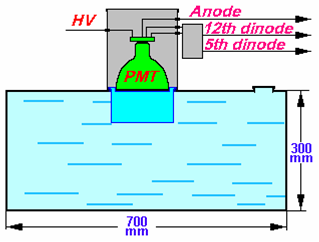 HV
Anode
12th dinode
5th dinode
PMT
300
mm
700
mm